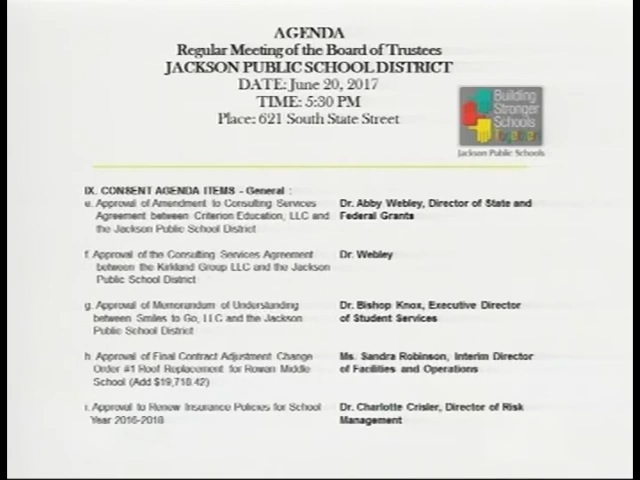 AGENDA
Regular Meeting of the Board of Trustees
JACKSON PUBLIC SCHOOL DISTRICT
DATE: June 20, 2017
TIME: 5:30 PM
Place: 621 South State Street
Building
Stronger
Schools
Together
Jackson Public Schools
IX. CONSENT AGENDA ITEMS - General :
e. Approval of Amendment to Consulting Services
Agreement between Criterion Education, LLC and
the Jackson Public School District
Dr. Abby Webley, Director of State and
Federal Grants
f. Approval of the Consulting Services Agreement
between the Kirkland Group LLC and the Jackson
Public School District
Dr. Webley
g. Approval of Memorandum of Understanding
between Smiles to Go, LLC and the Jackson
Public School District
Dr. Bishop Knox, Executive Director
of Student Services
h. Approval of Final Contract Adjustment Change
Order #1 Roof Replacement for Rowan Middle
School (Add $19,718.42)
Ms. Sandra Robinson, Interim Director
of Facilities and Operations
i. Approval to Renew Insurance Policies for School
Year 2016-2018
Dr. Charlotte Crisler, Director of Risk
Management